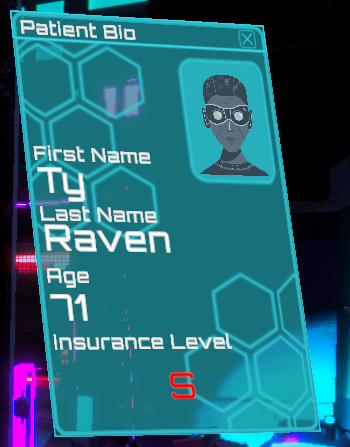 Patient Bio
First Name
Ty
Last Name
Raven
Age
71
Insurance Level
S